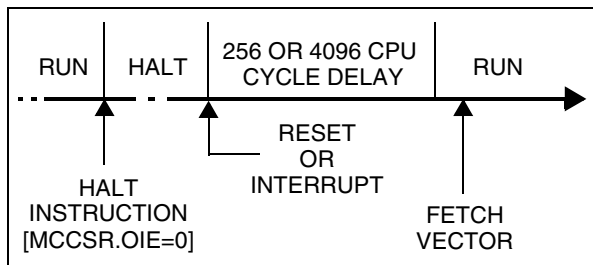 RUN
HALT
256 OR 4096 CPU
CYCLE DELAY
RUN
HALT
INSTRUCTION
[MCCSR.OIE=0]
RESET
OR
INTERRUPT
FETCH
VECTOR